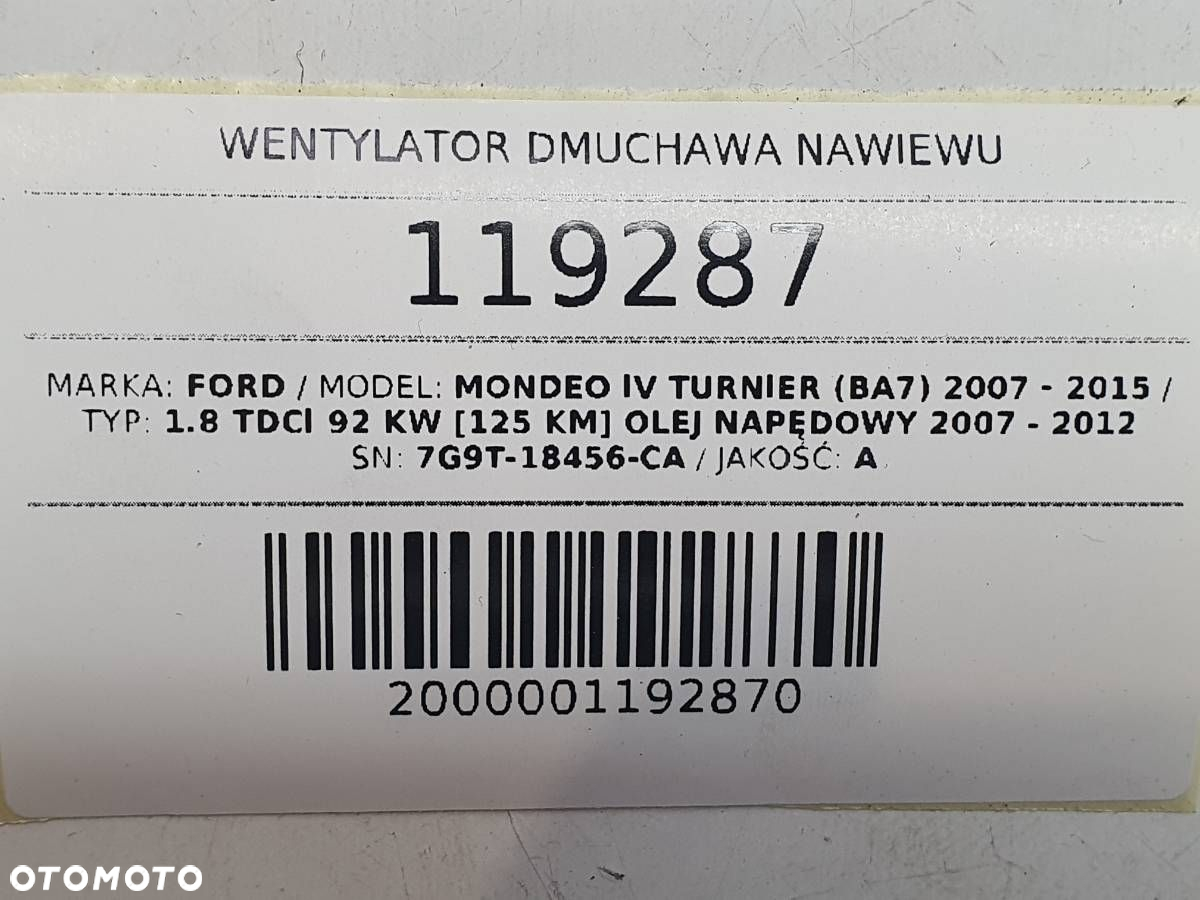 WENTYLATOR DMUCHAWA NAWIEWU
119287
MARKA: FORD / MODEL: MONDEO IV TURNIER (BA7) 2007 - 2015 /
TYP: 1.8 TDCI 92 KW [125 KM] OLEJ NAPĘDOWY 2007 - 2012
SN: 7G9T-18456-CA / JAKOŚĆ: A
2000001192870
OTOMOTO